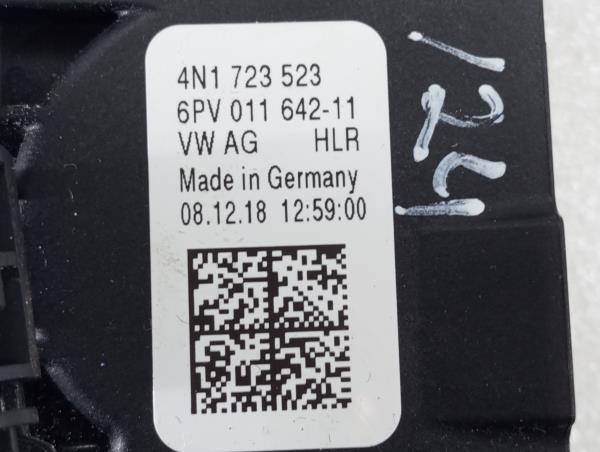 4N1 723 523
6PV 011 642-11
VW AG HLR
Made in Germany
08.12.18 12:59:00